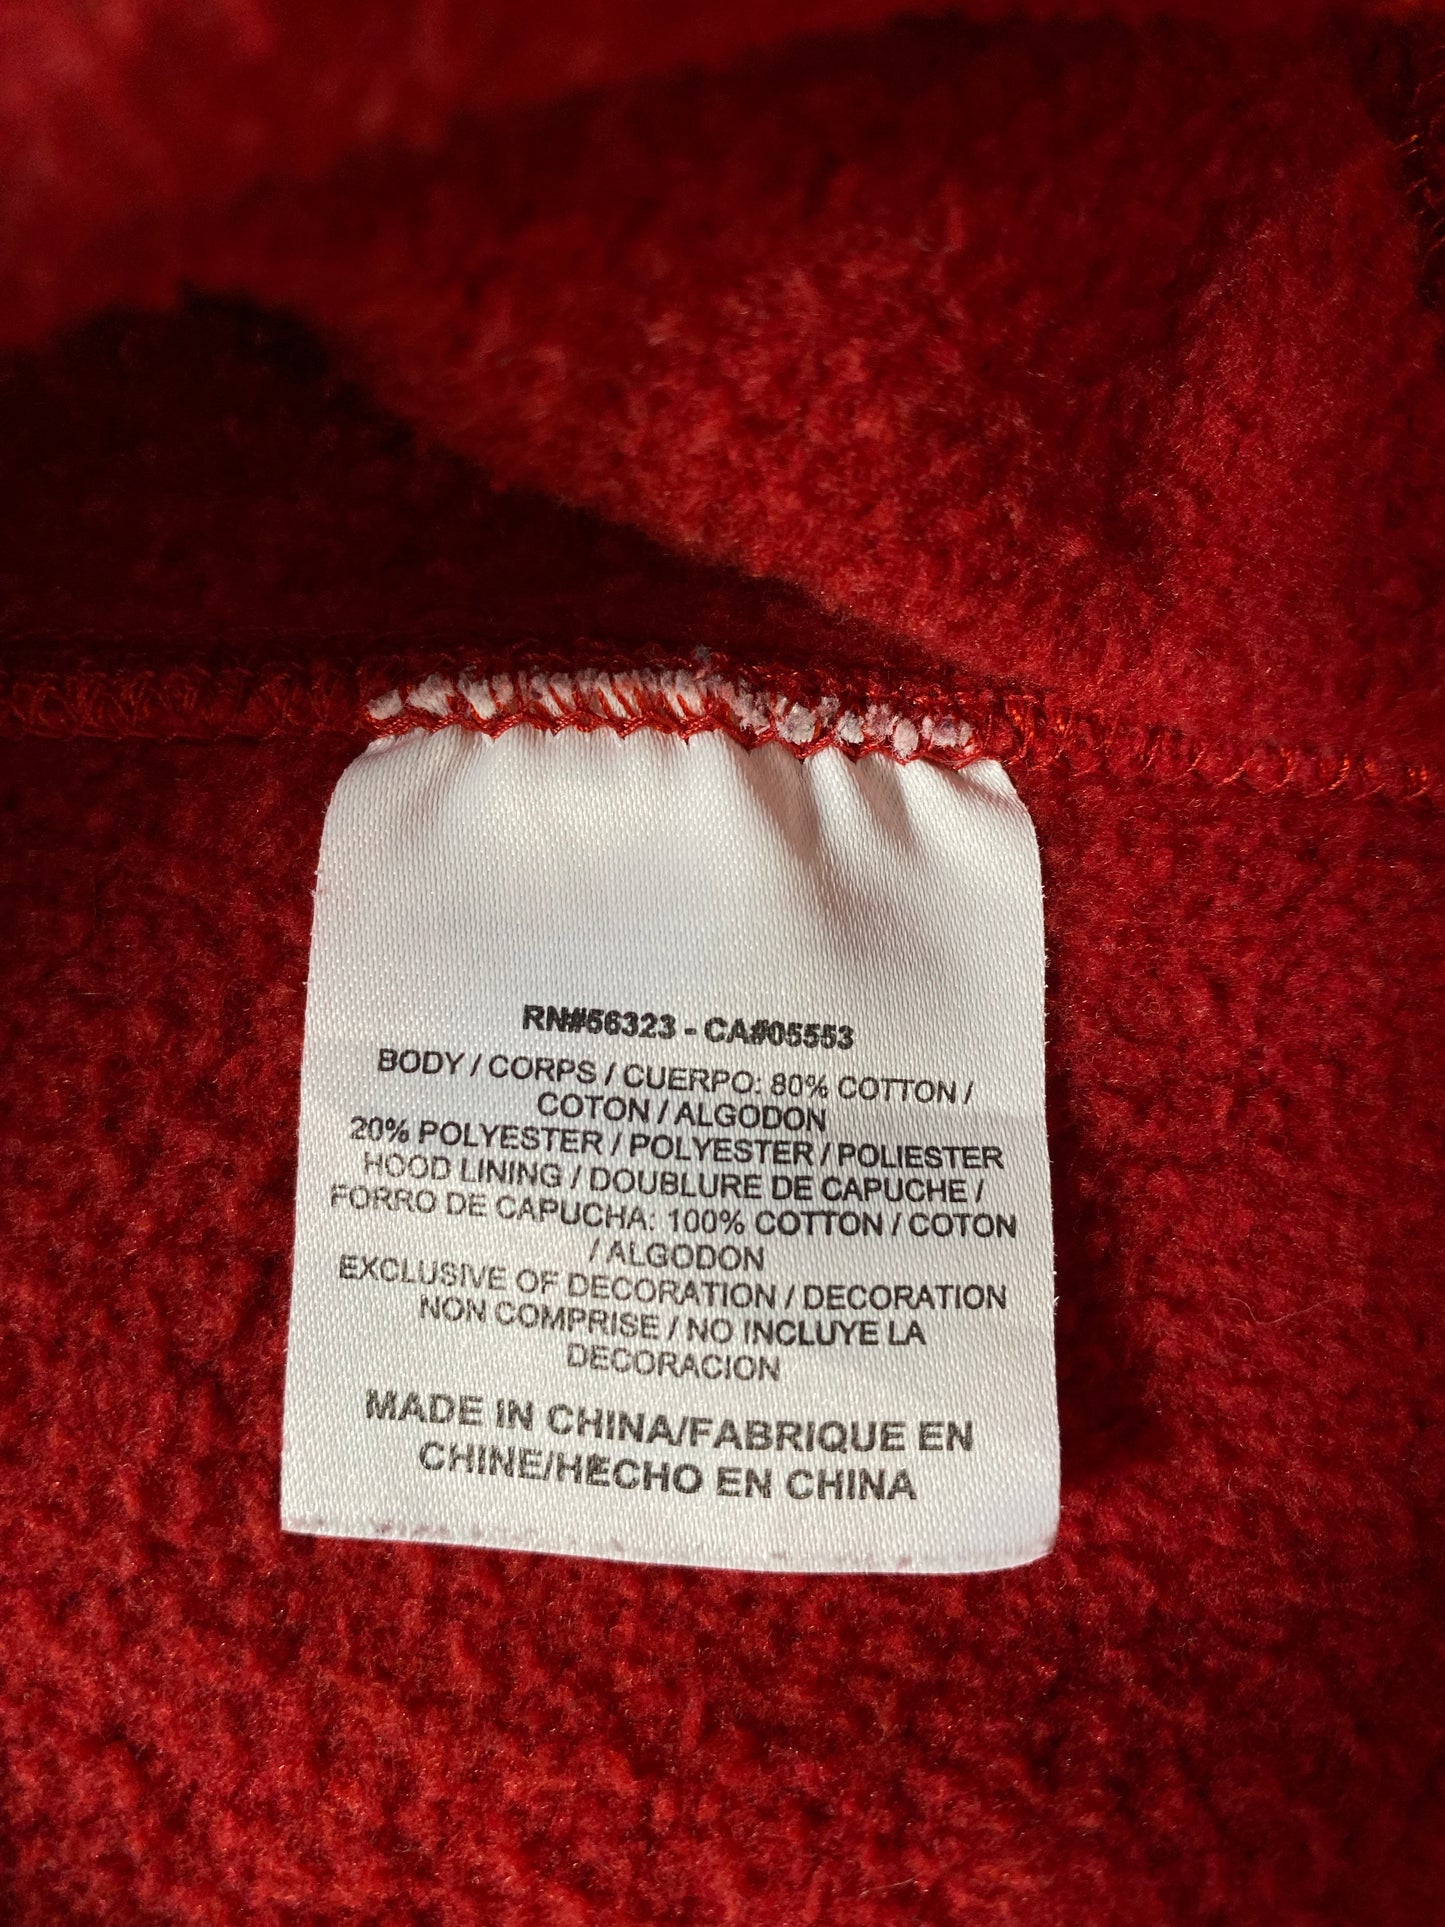 RN#56323 - CA#05553
BODY / CORPS / CUERPO: 80% COTTON /
COTON / ALGODON
20% POLYESTER / POLYESTER / POLIESTER
HOOD LINING / DOUBLURE DE CAPUCHE /
FORRO DE CAPUCHA: 100% COTTON / COTON
/ ALGODON
EXCLUSIVE OF DECORATION / DECORATION
NON COMPRISE / NO INCLUYE LA
DECORACION
MADE IN CHINA/FABRIQUE EN
CHINE/HECHO EN CHINA